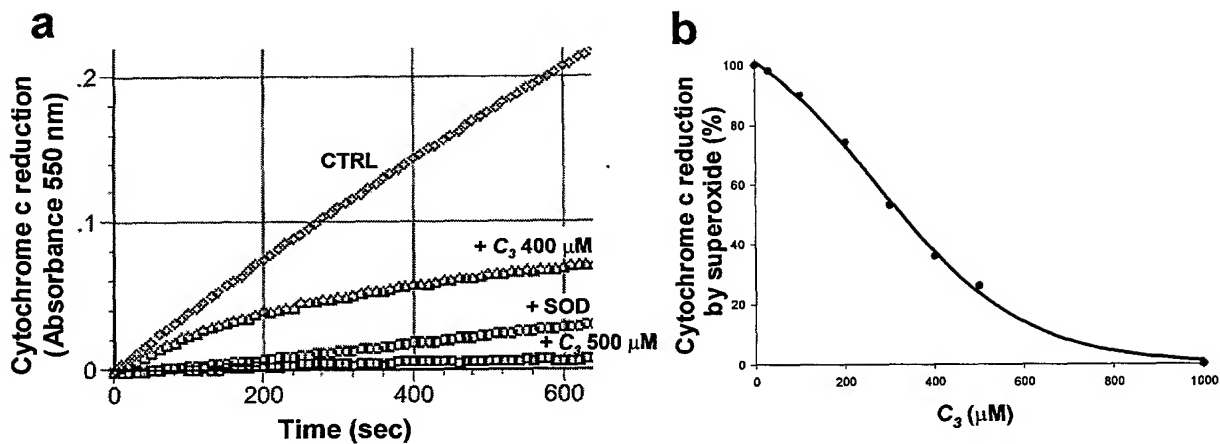 a
Cytochrome c reduction
(Absorbance 550 nm)
.2
.1
0
CTRL
+ C₃ 400 µM
+ SOD
+ C₃ 500 µM
0 200 400 600
Time (sec)
b
Cytochrome c reduction
by superoxide (%)
100
80
60
40
20
0
0 200 400 600 800 1000
C₃ (µM)